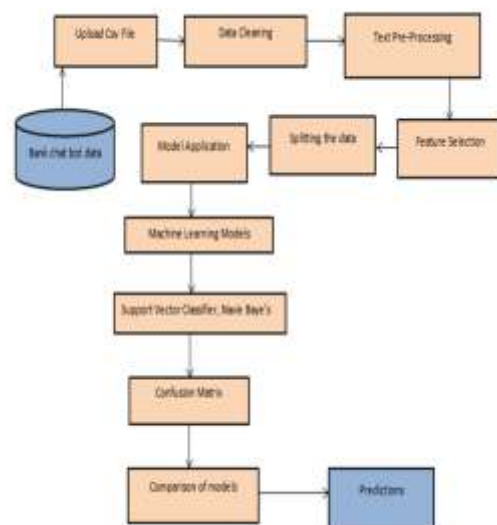 Upload Csv File
Data Cleaning
Text Pre-Processing
Bank chat bot data
Model Application
Splitting the data
Feature Selection
Machine Learning Models
Support Vector Classifier, Navie Baye's
Confusion Matrix
Comparison of models
Predictions